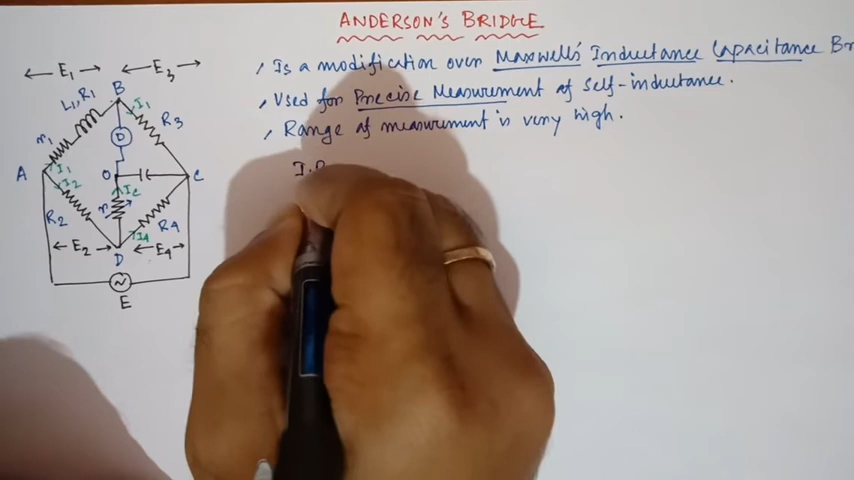 ANDERSON'S BRIDGE
, Is a modification over Maxwell's Inductance Capacitance Br
, Used for Precise Measurement of Self-inductance.
, Range of measurement is very high.
I.R
E1
E3
B
L1, R1
I1
R3
r1
D
A
I1
I2
O
C
Ic
r
R2
R4
I4
E2
E4
D
E